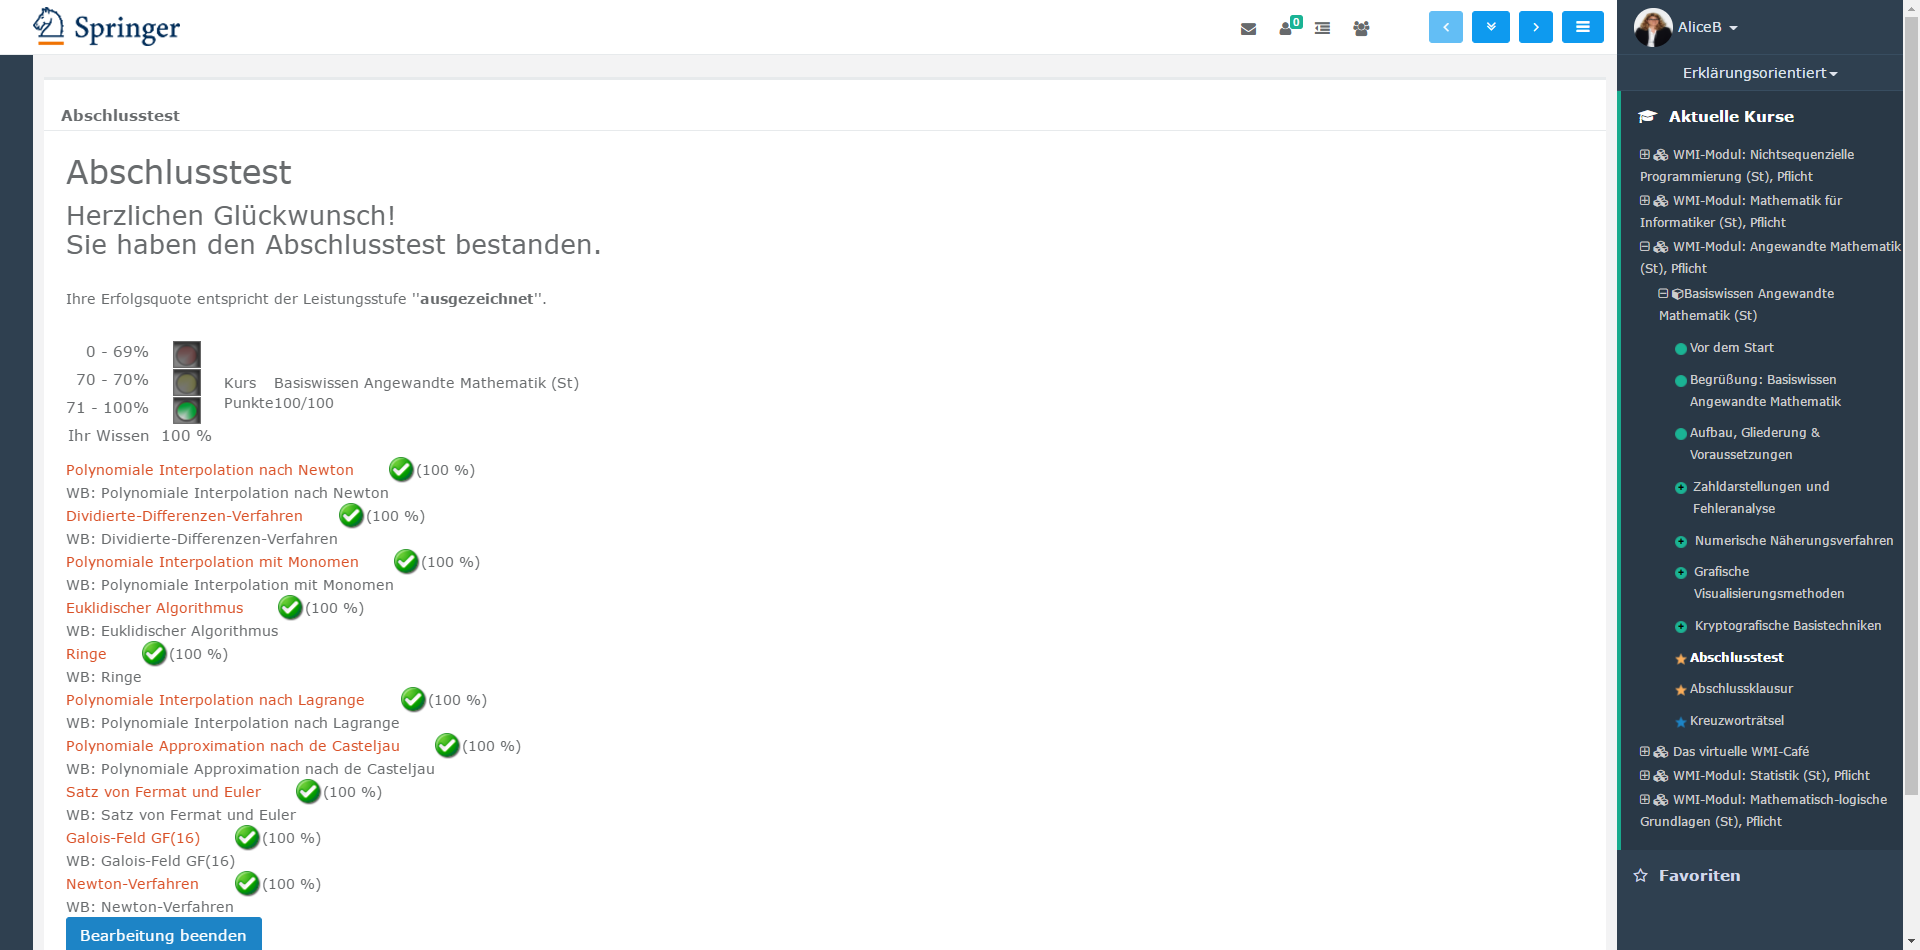 Springer
0
AliceB
Erklärungsorientiert
Abschlusstest
Abschlusstest
Herzlichen Glückwunsch!
Sie haben den Abschlusstest bestanden.
Ihre Erfolgsquote entspricht der Leistungsstufe "ausgezeichnet".
0 - 69%
70 - 70%
71 - 100%
Ihr Wissen 100 %
Kurs Basiswissen Angewandte Mathematik (St)
Punkte100/100
Polynomiale Interpolation nach Newton (100 %)
WB: Polynomiale Interpolation nach Newton
Dividierte-Differenzen-Verfahren (100 %)
WB: Dividierte-Differenzen-Verfahren
Polynomiale Interpolation mit Monomen (100 %)
WB: Polynomiale Interpolation mit Monomen
Euklidischer Algorithmus (100 %)
WB: Euklidischer Algorithmus
Ringe (100 %)
WB: Ringe
Polynomiale Interpolation nach Lagrange (100 %)
WB: Polynomiale Interpolation nach Lagrange
Polynomiale Approximation nach de Casteljau (100 %)
WB: Polynomiale Approximation nach de Casteljau
Satz von Fermat und Euler (100 %)
WB: Satz von Fermat und Euler
Galois-Feld GF(16) (100 %)
WB: Galois-Feld GF(16)
Newton-Verfahren (100 %)
WB: Newton-Verfahren
Bearbeitung beenden
Aktuelle Kurse
WMI-Modul: Nichtsequenzielle
Programmierung (St), Pflicht
WMI-Modul: Mathematik für
Informatiker (St), Pflicht
WMI-Modul: Angewandte Mathematik
(St), Pflicht
Basiswissen Angewandte
Mathematik (St)
Vor dem Start
Begrüßung: Basiswissen
Angewandte Mathematik
Aufbau, Gliederung &
Voraussetzungen
Zahldarstellungen und
Fehleranalyse
Numerische Näherungsverfahren
Grafische
Visualisierungsmethoden
Kryptografische Basistechniken
Abschlusstest
Abschlussklausur
Kreuzworträtsel
Das virtuelle WMI-Café
WMI-Modul: Statistik (St), Pflicht
WMI-Modul: Mathematisch-logische
Grundlagen (St), Pflicht
Favoriten